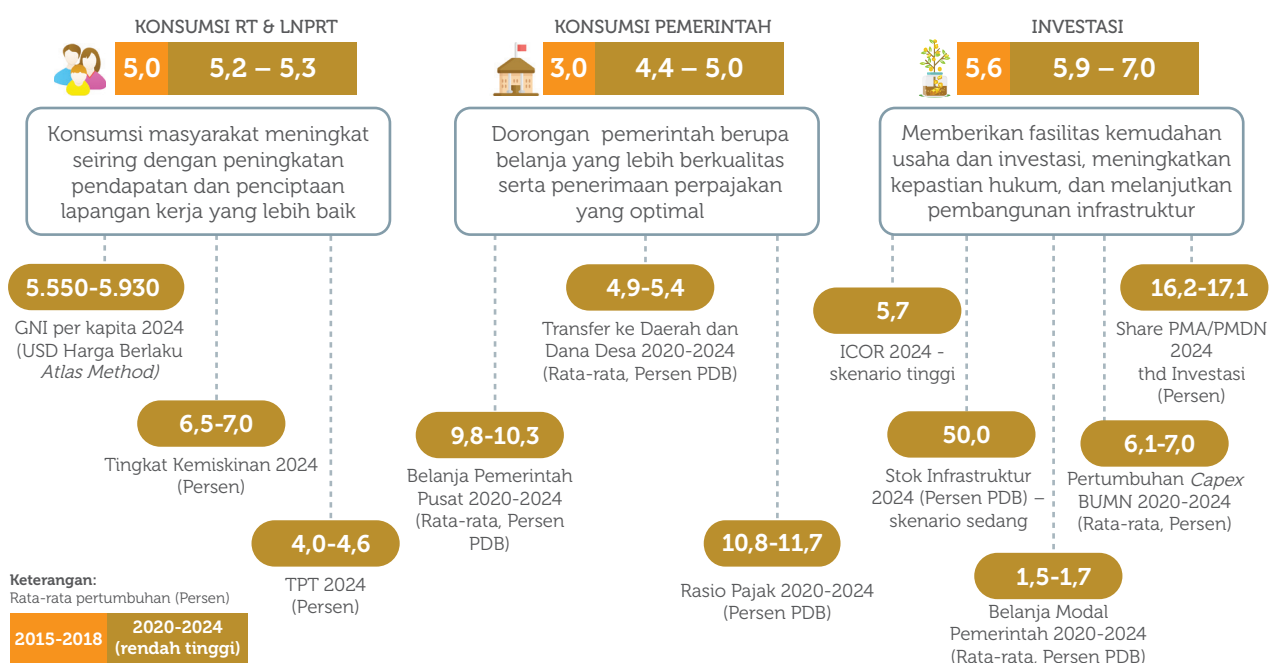 KONSUMSI RT & LNPRT
5,0
5,2 – 5,3
Konsumsi masyarakat meningkat
seiring dengan peningkatan
pendapatan dan penciptaan
lapangan kerja yang lebih baik
5.550-5.930
GNI per kapita 2024
(USD Harga Berlaku
Atlas Method)
6,5-7,0
Tingkat Kemiskinan 2024
(Persen)
4,0-4,6
TPT 2024
(Persen)
KONSUMSI PEMERINTAH
3,0
4,4 – 5,0
Dorongan pemerintah berupa
belanja yang lebih berkualitas
serta penerimaan perpajakan
yang optimal
4,9-5,4
Transfer ke Daerah dan
Dana Desa 2020-2024
(Rata-rata, Persen PDB)
9,8-10,3
Belanja Pemerintah
Pusat 2020-2024
(Rata-rata, Persen
PDB)
10,8-11,7
Rasio Pajak 2020-2024
(Persen PDB)
INVESTASI
5,6
5,9 – 7,0
Memberikan fasilitas kemudahan
usaha dan investasi, meningkatkan
kepastian hukum, dan melanjutkan
pembangunan infrastruktur
5,7
ICOR 2024 -
skenario tinggi
16,2-17,1
Share PMA/PMDN
2024
thd Investasi
(Persen)
50,0
Stok Infrastruktur
2024 (Persen PDB) –
skenario sedang
6,1-7,0
Pertumbuhan Capex
BUMN 2020-2024
(Rata-rata, Persen)
1,5-1,7
Belanja Modal
Pemerintah 2020-2024
(Rata-rata, Persen PDB)
Keterangan:
Rata-rata pertumbuhan (Persen)
2015-2018
2020-2024
(rendah tinggi)